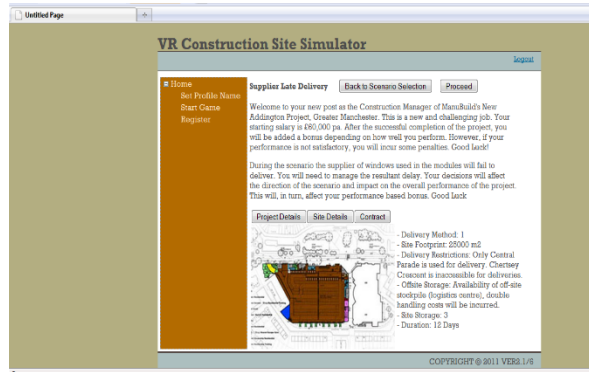 Untitled Page
VR Construction Site Simulator
Logout
Home
Set Profile Name
Start Game
Register
Supplier Late Delivery
Back to Scenario Selection
Proceed
Welcome to your new post as the Construction Manager of ManuBuild's New
Addington Project, Greater Manchester. This is a new and challenging job. Your
starting salary is £60,000 pa. After the successful completion of the project, you
will be added a bonus depending on how well you perform. However, if your
performance is not satisfactory, you will incur some penalties. Good Luck!
During the scenario the supplier of windows used in the modules will fail to
deliver. You will need to manage the resultant delay. Your decisions will affect
the direction of the scenario and impact on the overall performance of the project.
This will, in turn, affect your performance based bonus. Good Luck
Project Details
Site Details
Contract
- Delivery Method: 1
- Site Footprint: 25000 m2
- Delivery Restrictions: Only Central
Parade is used for delivery. Chertsey
Crescent is inaccessible for deliveries.
- Offsite Storage: Availability of off-site
stockpile (logistics centre), double
handling costs will be incurred.
- Site Storage: 3
- Duration: 12 Days
COPYRIGHT @ 2011 VER2.1/5